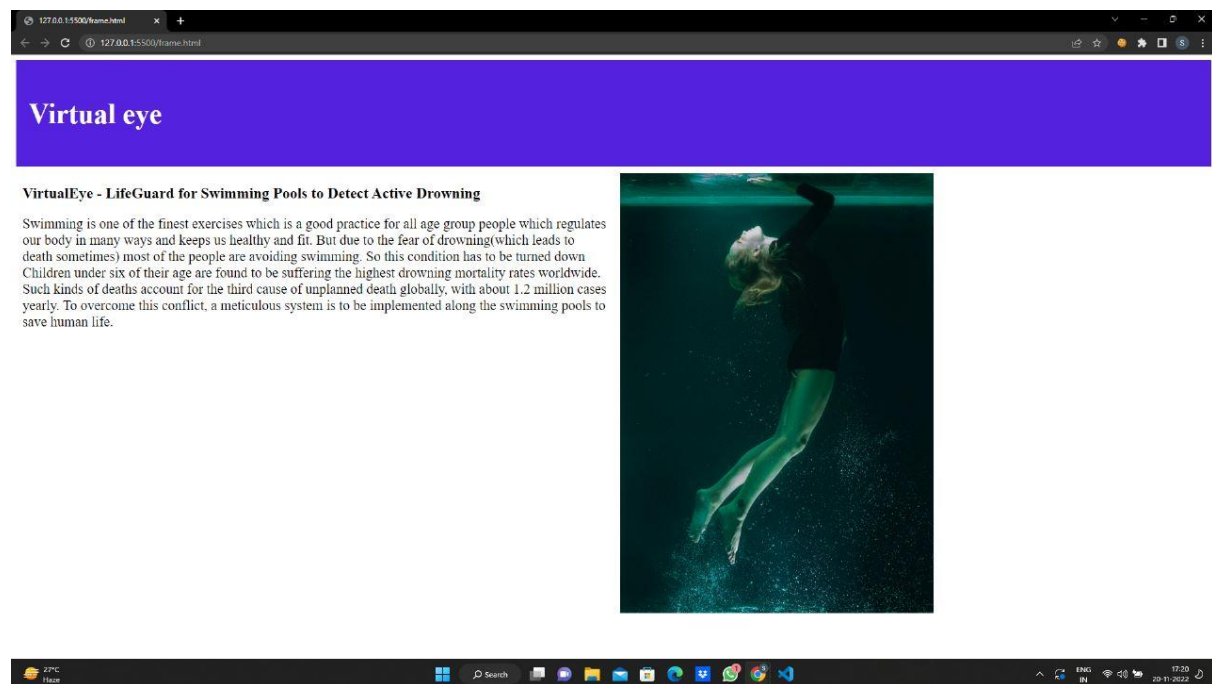 127.0.0.1:5500/frame.html
127.0.0.1:5500/frame.html
S
Virtual eye
VirtualEye - LifeGuard for Swimming Pools to Detect Active Drowning
Swimming is one of the finest exercises which is a good practice for all age group people which regulates
our body in many ways and keeps us healthy and fit. But due to the fear of drowning(which leads to
death sometimes) most of the people are avoiding swimming. So this condition has to be turned down
Children under six of their age are found to be suffering the highest drowning mortality rates worldwide.
Such kinds of deaths account for the third cause of unplanned death globally, with about 1.2 million cases
yearly. To overcome this conflict, a meticulous system is to be implemented along the swimming pools to
save human life.
27°C
Haze
Search
ENG
IN
17:20
20-11-2022